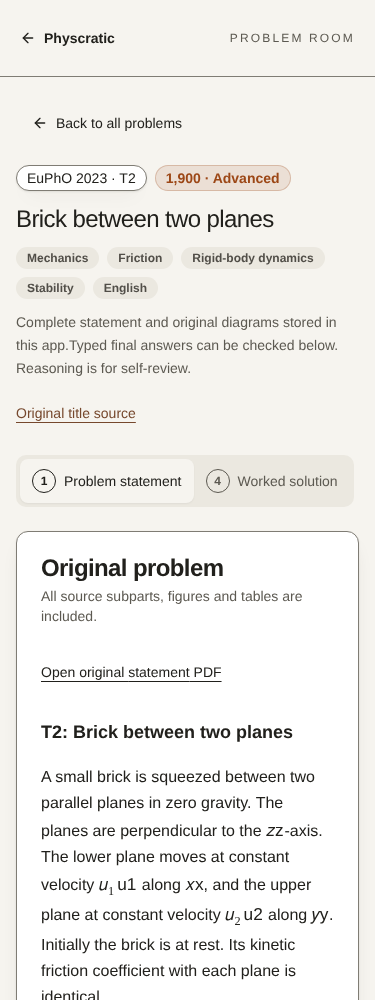 Physcratic
PROBLEM ROOM
Back to all problems
EuPhO 2023 · T2
1,900 · Advanced
Brick between two planes
Mechanics
Friction
Rigid-body dynamics
Stability
English
Complete statement and original diagrams stored in
this app.Typed final answers can be checked below.
Reasoning is for self-review.
Original title source
1 Problem statement
4 Worked solution
Original problem
All source subparts, figures and tables are
included.
Open original statement PDF
T2: Brick between two planes
A small brick is squeezed between two
parallel planes in zero gravity. The
planes are perpendicular to the zz-axis.
The lower plane moves at constant
velocity u₁ u1 along xx, and the upper
plane at constant velocity u₂ u2 along yy.
Initially the brick is at rest. Its kinetic
friction coefficient with each plane is
identical.